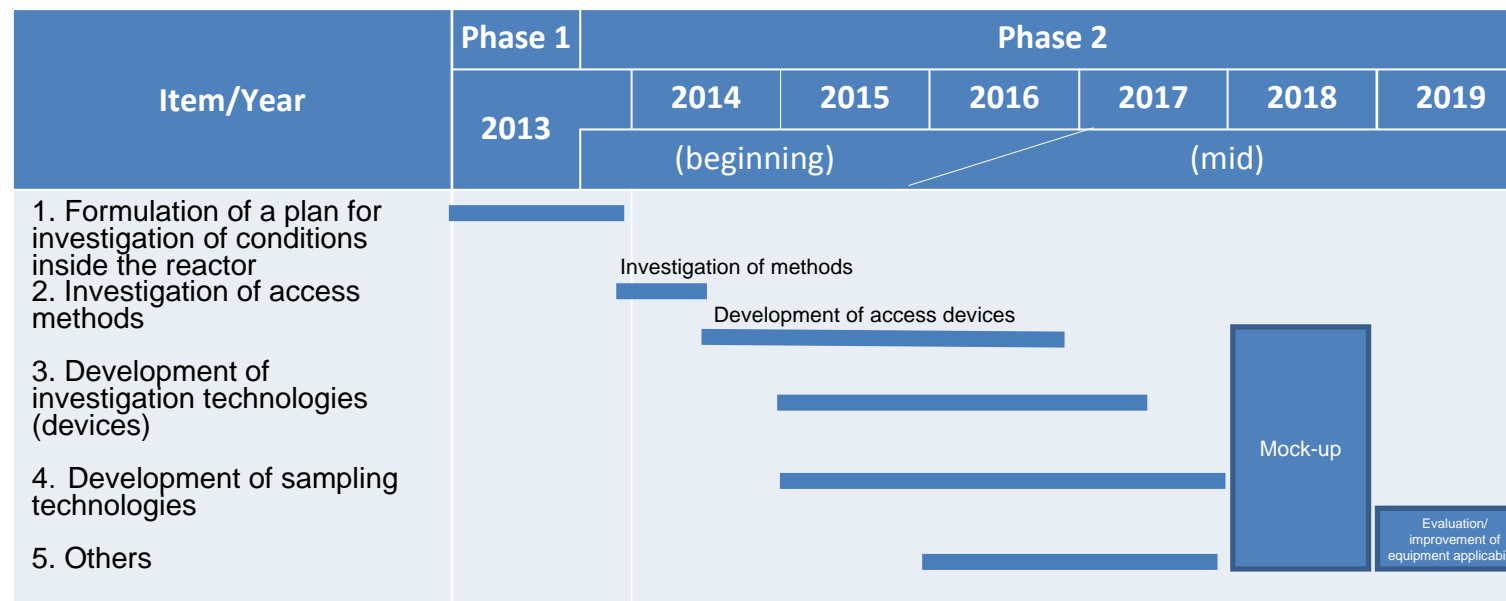 Phase 1 Phase 2
Item/Year
2013 2014 2015 2016 2017 2018 2019
(beginning) (mid)
1. Formulation of a plan for
investigation of conditions
inside the reactor
Investigation of methods
2. Investigation of access
methods
Development of access devices
3. Development of
investigation technologies
(devices)
4. Development of sampling
technologies
5. Others
Mock-up
Evaluation/
improvement of
equipment